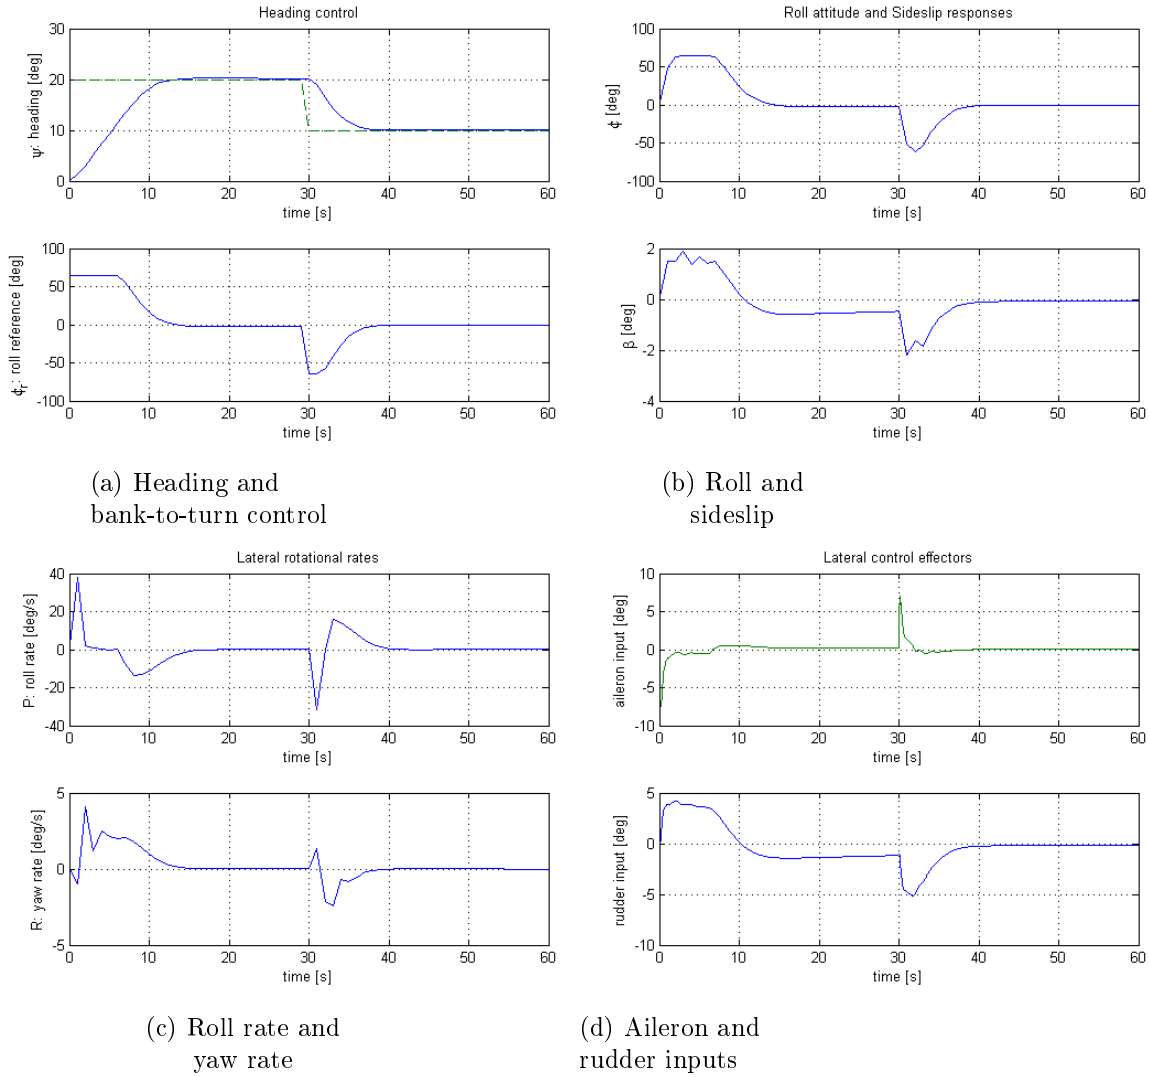 Heading control
30
20
10
0
ψ: heading [deg]
0 10 20 30 40 50 60
time [s]
100
50
0
-50
-100
ϕr: roll reference [deg]
0 10 20 30 40 50 60
time [s]
(a) Heading and
bank-to-turn control
Roll attitude and Sideslip responses
100
50
0
-50
-100
ϕ [deg]
0 10 20 30 40 50 60
time [s]
2
0
-2
-4
β [deg]
0 10 20 30 40 50 60
time [s]
(b) Roll and
sideslip
Lateral rotational rates
40
20
0
-20
-40
P: roll rate [deg/s]
0 10 20 30 40 50 60
time [s]
5
0
-5
R: yaw rate [deg/s]
0 10 20 30 40 50 60
time [s]
(c) Roll rate and
yaw rate
Lateral control effectors
10
5
0
-5
-10
aileron input [deg]
0 10 20 30 40 50 60
time [s]
5
0
-5
-10
rudder input [deg]
0 10 20 30 40 50 60
time [s]
(d) Aileron and
rudder inputs